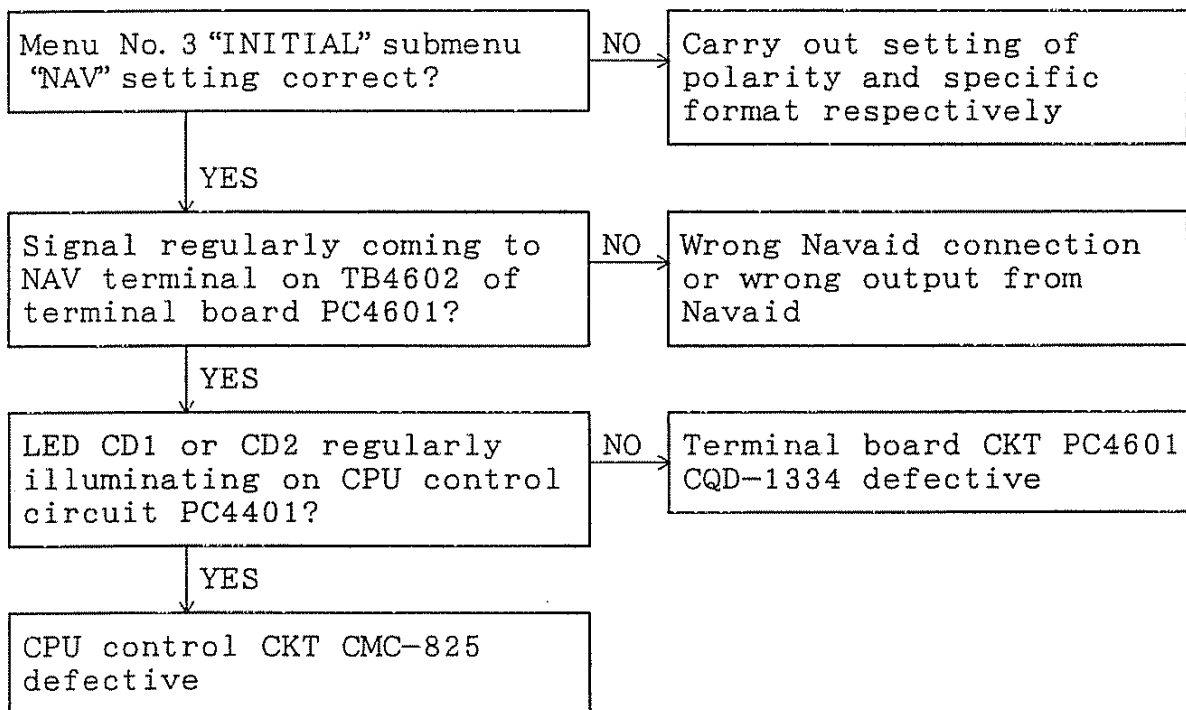 Menu No. 3 “INITIAL” submenu
“NAV” setting correct?
NO
Carry out setting of
polarity and specific
format respectively
YES
Signal regularly coming to
NAV terminal on TB4602 of
terminal board PC4601?
NO
Wrong Navaid connection
or wrong output from
Navaid
YES
LED CD1 or CD2 regularly
illuminating on CPU control
circuit PC4401?
NO
Terminal board CKT PC4601
CQD-1334 defective
YES
CPU control CKT CMC-825
defective